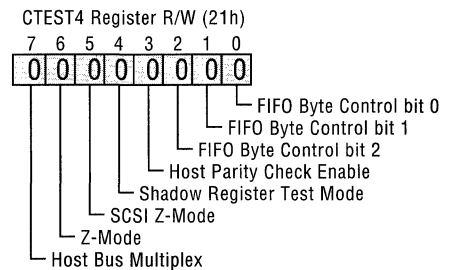 CTEST4 Register R/W (21h)
7 6 5 4 3 2 1 0
0 0 0 0 0 0 0 0
FIFO Byte Control bit 0
FIFO Byte Control bit 1
FIFO Byte Control bit 2
Host Parity Check Enable
Shadow Register Test Mode
SCSI Z-Mode
Z-Mode
Host Bus Multiplex